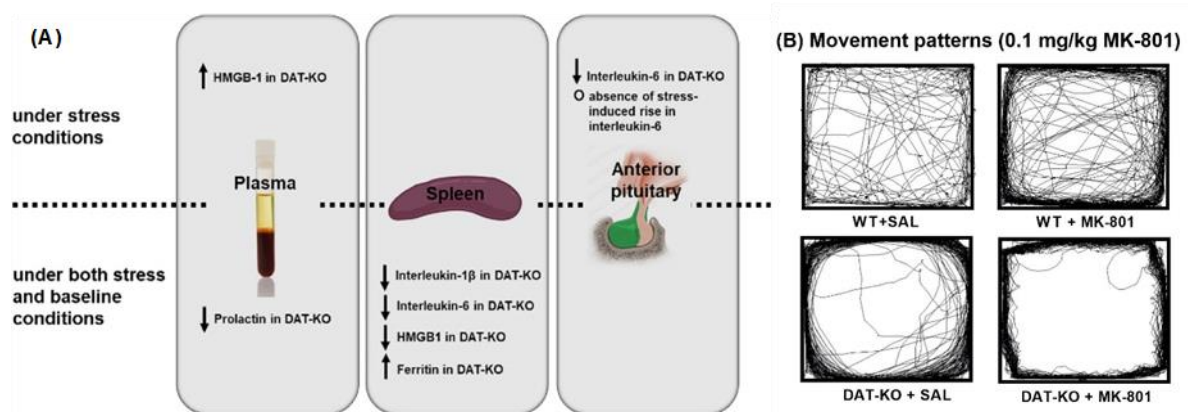 (A)
under stress
conditions
under both stress
and baseline
conditions
↑ HMGB-1 in DAT-KO
Plasma
↓ Prolactin in DAT-KO
Spleen
↓ Interleukin-1β in DAT-KO
↓ Interleukin-6 in DAT-KO
↓ HMGB1 in DAT-KO
↑ Ferritin in DAT-KO
↓ Interleukin-6 in DAT-KO
O absence of stress-
induced rise in
interleukin-6
Anterior
pituitary
(B) Movement patterns (0.1 mg/kg MK-801)
WT+SAL
WT + MK-801
DAT-KO + SAL
DAT-KO + MK-801